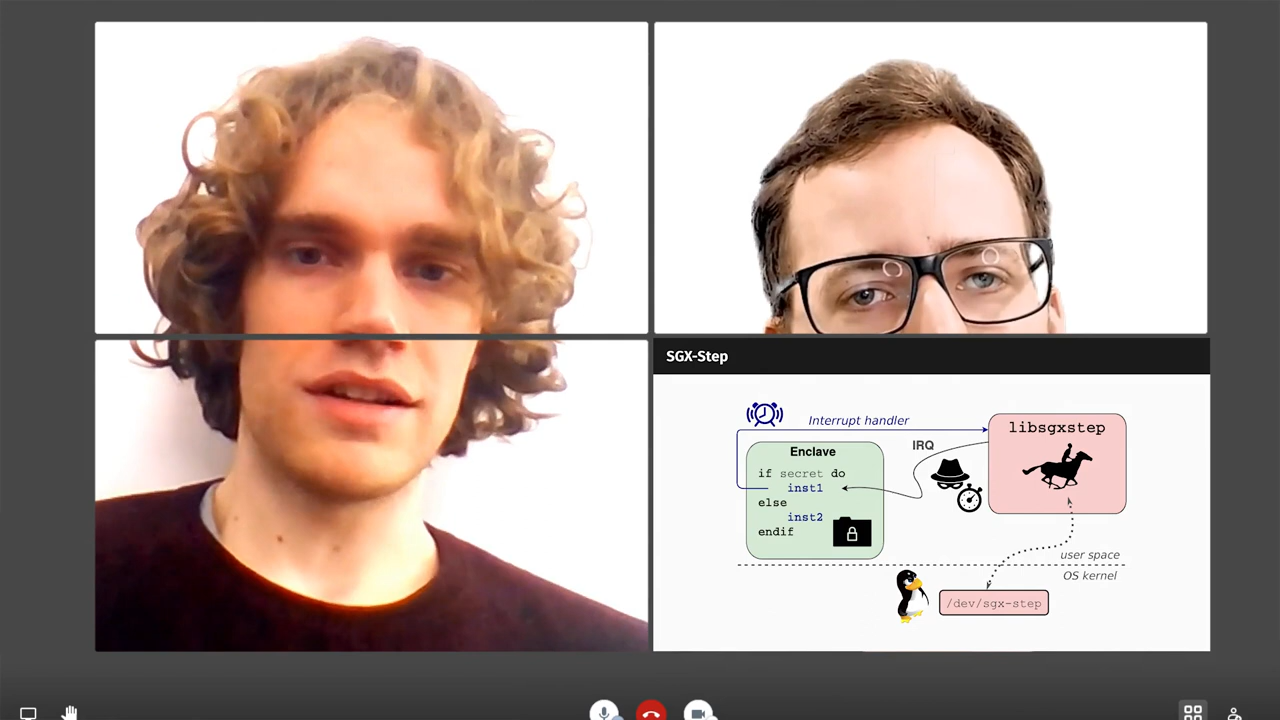 SGX-Step
Interrupt handler
libsgxstep
IRQ
Enclave
if secret do
inst1
else
inst2
endif
user space
OS kernel
/dev/sgx-step